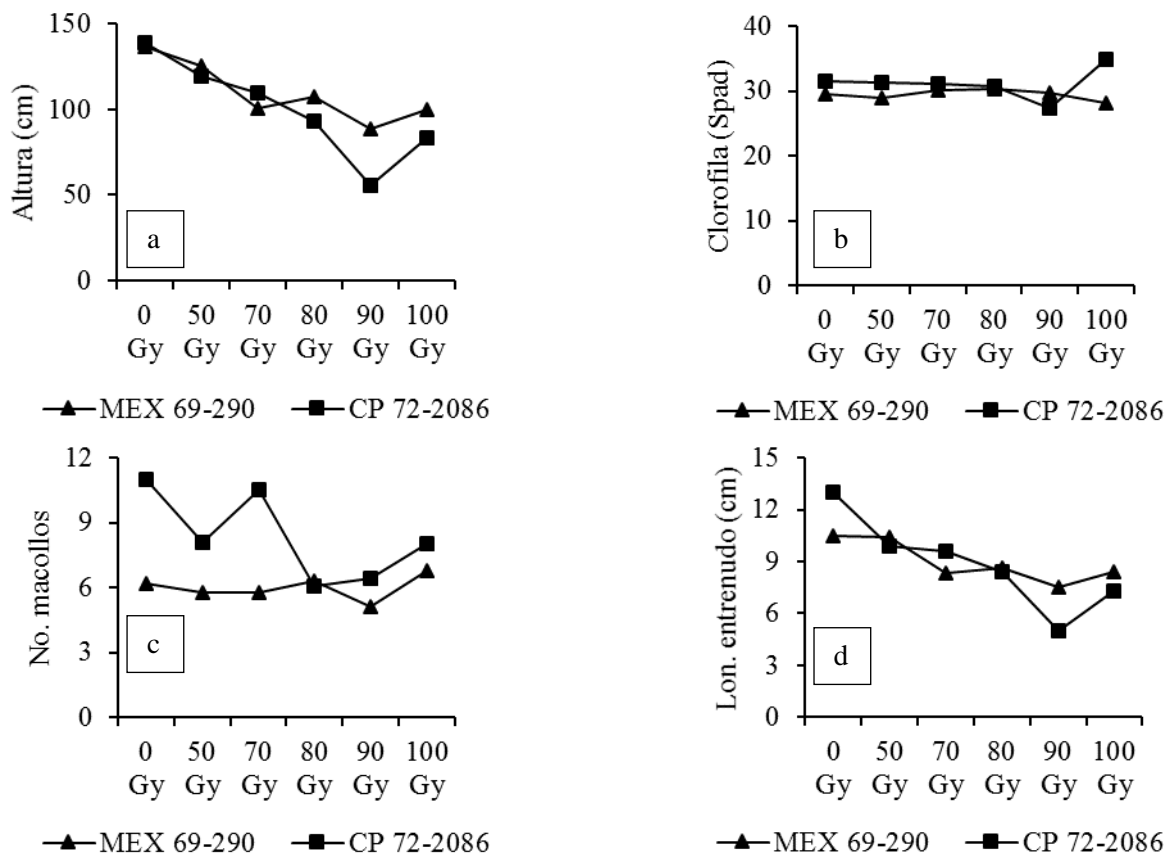 Altura (cm)
150
100
50
0
a
0 50 70 80 90 100
Gy Gy Gy Gy Gy Gy
MEX 69-290 CP 72-2086
Clorofila (Spad)
40
30
20
10
0
b
0 50 70 80 90 100
Gy Gy Gy Gy Gy Gy
MEX 69-290 CP 72-2086
No. macollos
12
9
6
3
0
c
0 50 70 80 90 100
Gy Gy Gy Gy Gy Gy
MEX 69-290 CP 72-2086
Lon. entrenudo (cm)
15
12
9
6
3
0
d
0 50 70 80 90 100
Gy Gy Gy Gy Gy Gy
MEX 69-290 CP 72-2086